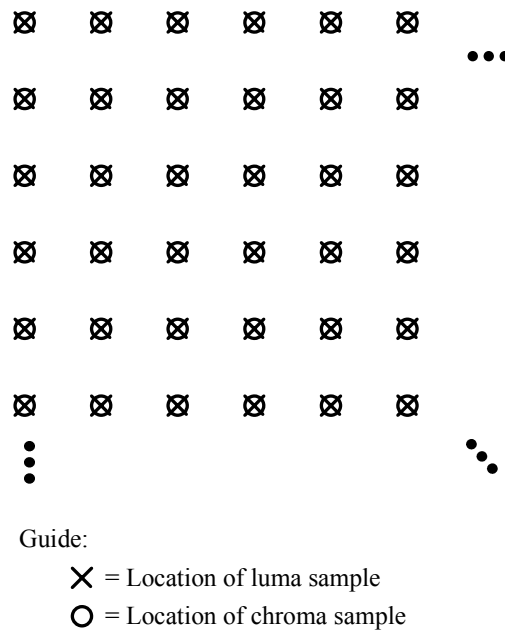 Guide:
= Location of luma sample
= Location of chroma sample